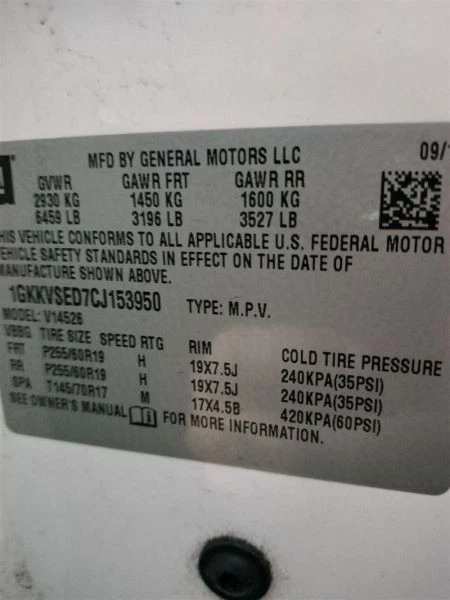 MFD BY GENERAL MOTORS LLC 09/
GVWR GAWR FRT GAWR RR
2930 KG 1450 KG 1600 KG
6459 LB 3196 LB 3527 LB
HIS VEHICLE CONFORMS TO ALL APPLICABLE U.S. FEDERAL MOTOR
VEHICLE SAFETY STANDARDS IN EFFECT ON THE DATE OF
MANUFACTURE SHOWN ABOVE.
1GKKVSED7CJ153950 TYPE: M.P.V.
MODEL: V14526
TIRE SIZE SPEED RTG RIM COLD TIRE PRESSURE
FRT P255/60R19 H 19X7.5J 240KPA(35PSI)
RR P255/60R19 H 19X7.5J 240KPA(35PSI)
SPA T145/70R17 M 17X4.5B 420KPA(60PSI)
SEE OWNER'S MANUAL FOR MORE INFORMATION.